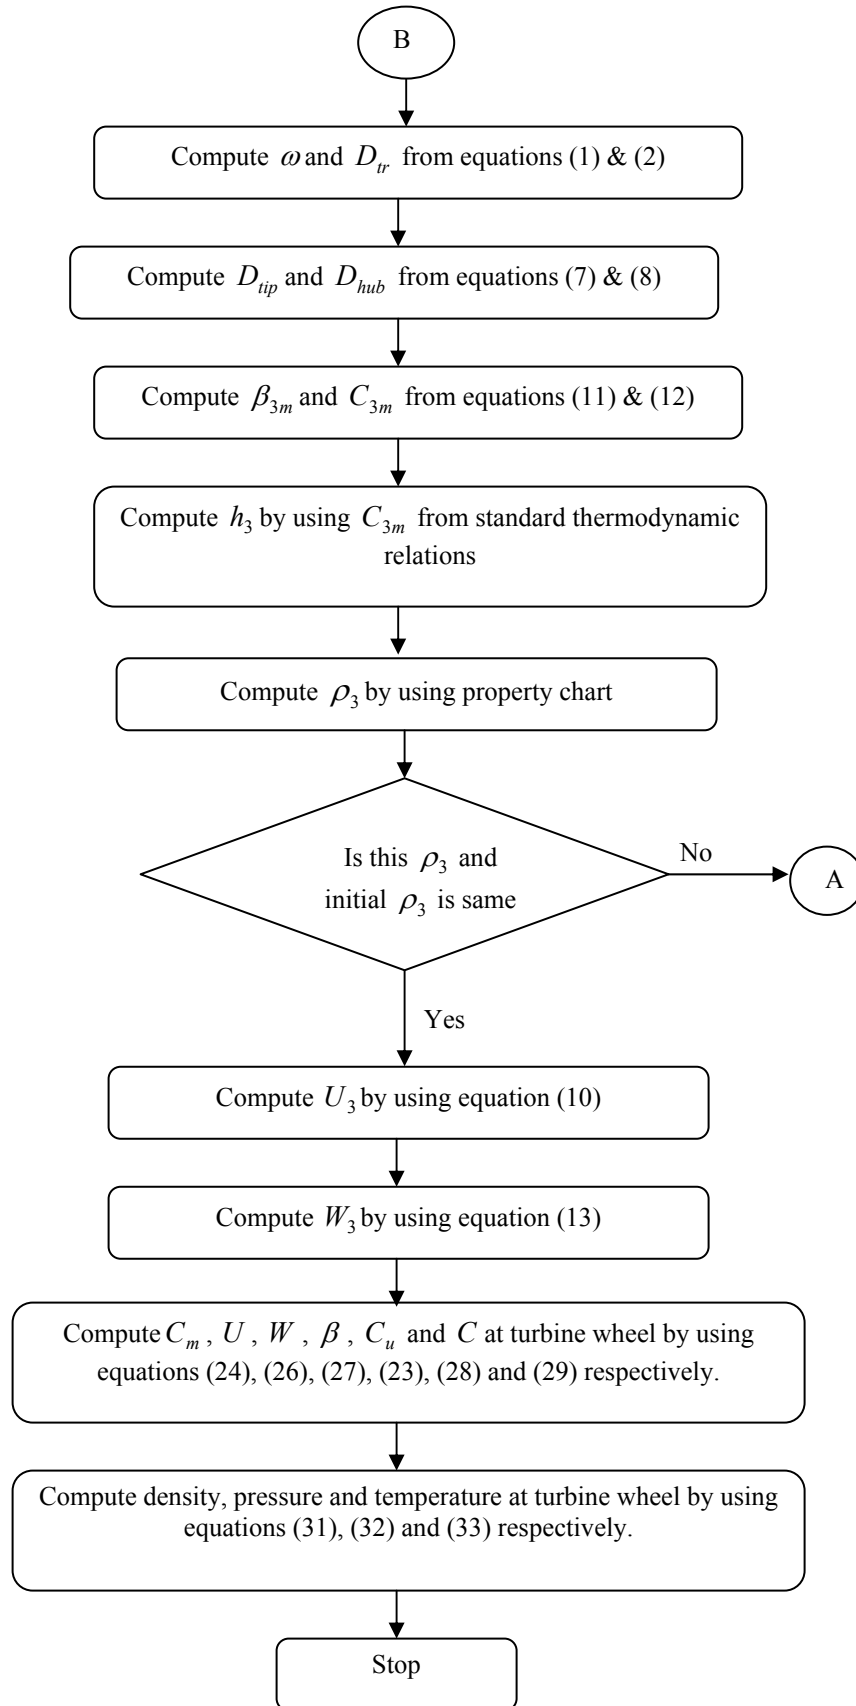 B
Compute ω and D_tr from equations (1) & (2)
Compute D_tip and D_hub from equations (7) & (8)
Compute β_3m and C_3m from equations (11) & (12)
Compute h_3 by using C_3m from standard thermodynamic
relations
Compute ρ_3 by using property chart
Is this ρ_3 and
initial ρ_3 is same
No
A
Yes
Compute U_3 by using equation (10)
Compute W_3 by using equation (13)
Compute C_m , U , W , β , C_u and C at turbine wheel by using
equations (24), (26), (27), (23), (28) and (29) respectively.
Compute density, pressure and temperature at turbine wheel by using
equations (31), (32) and (33) respectively.
Stop